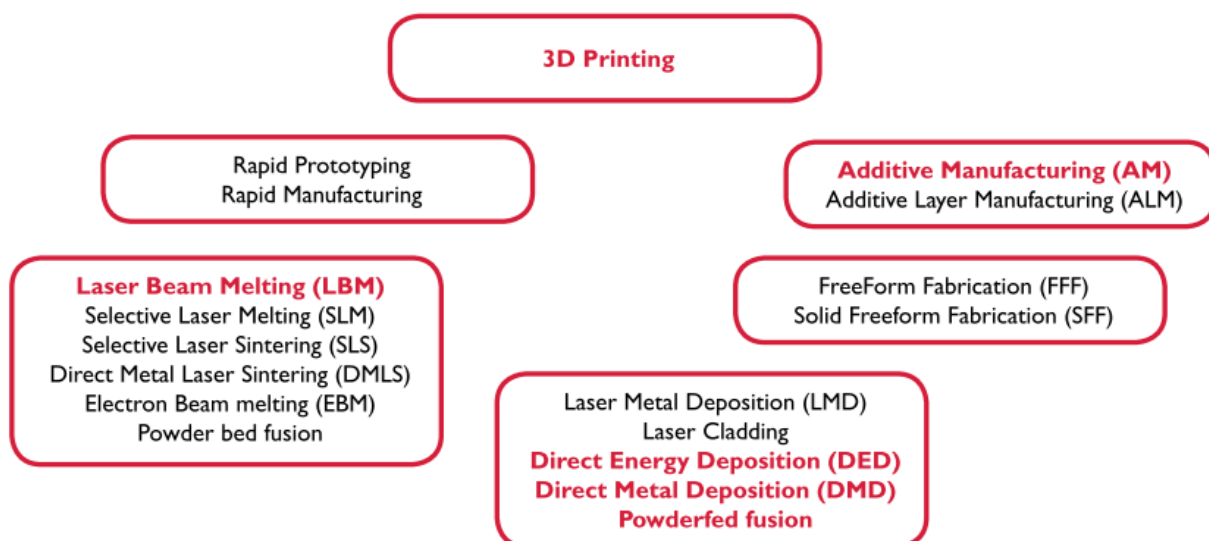 3D Printing
Rapid Prototyping
Rapid Manufacturing
Additive Manufacturing (AM)
Additive Layer Manufacturing (ALM)
Laser Beam Melting (LBM)
Selective Laser Melting (SLM)
Selective Laser Sintering (SLS)
Direct Metal Laser Sintering (DMLS)
Electron Beam melting (EBM)
Powder bed fusion
FreeForm Fabrication (FFF)
Solid Freeform Fabrication (SFF)
Laser Metal Deposition (LMD)
Laser Cladding
Direct Energy Deposition (DED)
Direct Metal Deposition (DMD)
Powderfed fusion